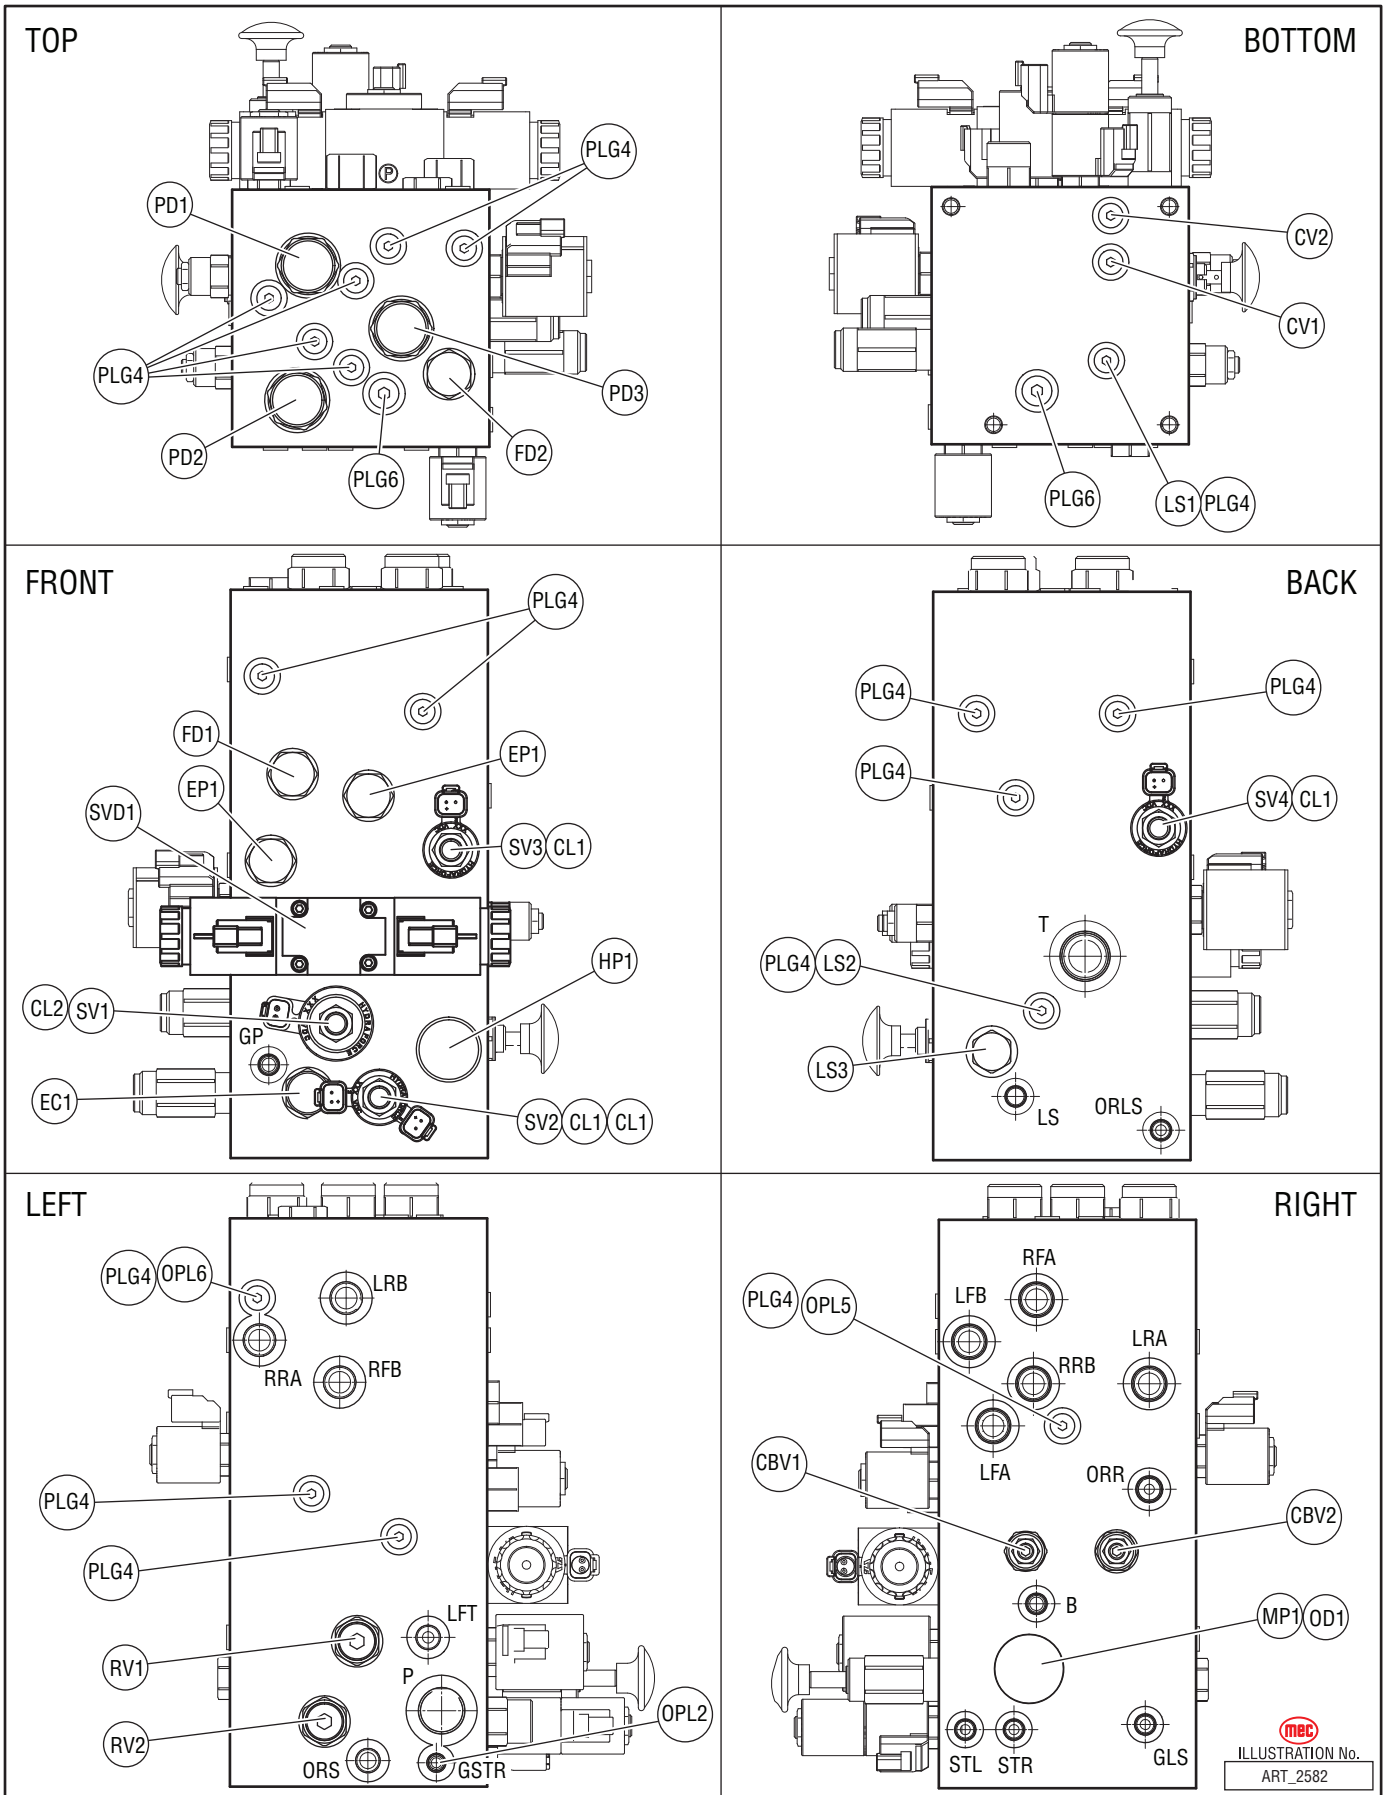 TOP
PLG4
P
PD1
PLG4
PD3
PD2
FD2
PLG6
BOTTOM
CV2
CV1
PLG6
LS1 PLG4
FRONT
PLG4
FD1
EP1
EP1
SVD1
SV3 CL1
HP1
CL2 SV1
GP
EC1
SV2 CL1 CL1
BACK
PLG4
PLG4
PLG4
SV4 CL1
T
PLG4 LS2
LS3
LS
ORLS
LEFT
PLG4 OPL6
LRB
RRA
RFB
PLG4
PLG4
LFT
RV1
P
OPL2
RV2
ORS
GSTR
RIGHT
RFA
LFB
PLG4 OPL5
LRA
RRB
LFA
ORR
CBV1
CBV2
B
MP1 OD1
STL
STR
GLS
mec
ILLUSTRATION No.
ART_2582